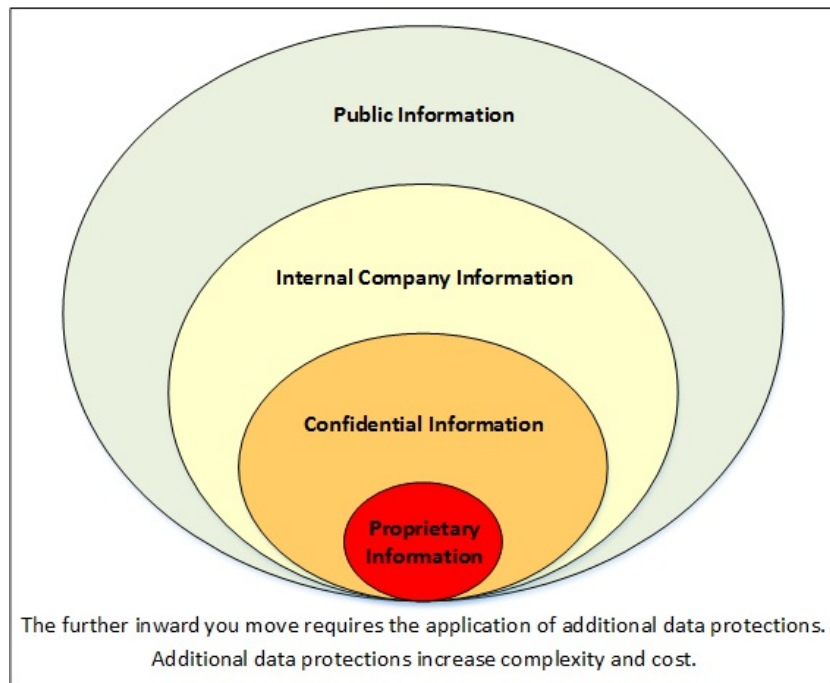 Public Information
Internal Company Information
Confidential Information
Proprietary
Information
The further inward you move requires the application of additional data protections.
Additional data protections increase complexity and cost.